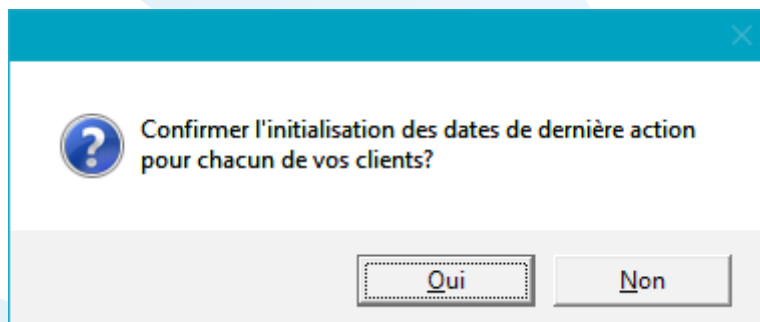 Confirmer l'initialisation des dates de dernière action
pour chacun de vos clients?
Oui
Non